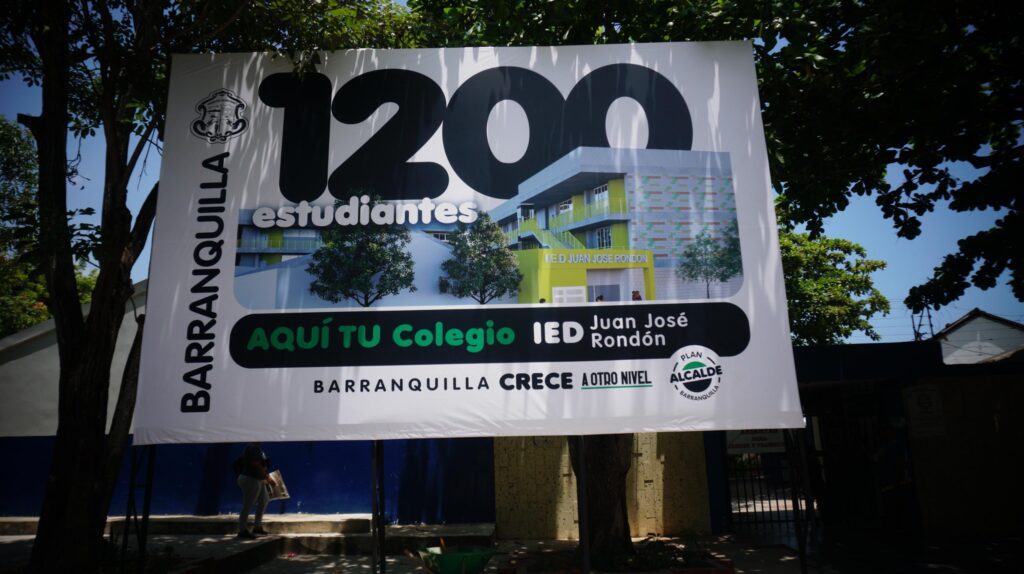 BARRANQUILLA
1200
estudiantes
I.E.D JUAN JOSE RONDON
AQUÍ TU Colegio IED Juan José
Rondón
BARRANQUILLA CRECE A OTRO NIVEL
PLAN
ALCALDE
BARRANQUILLA